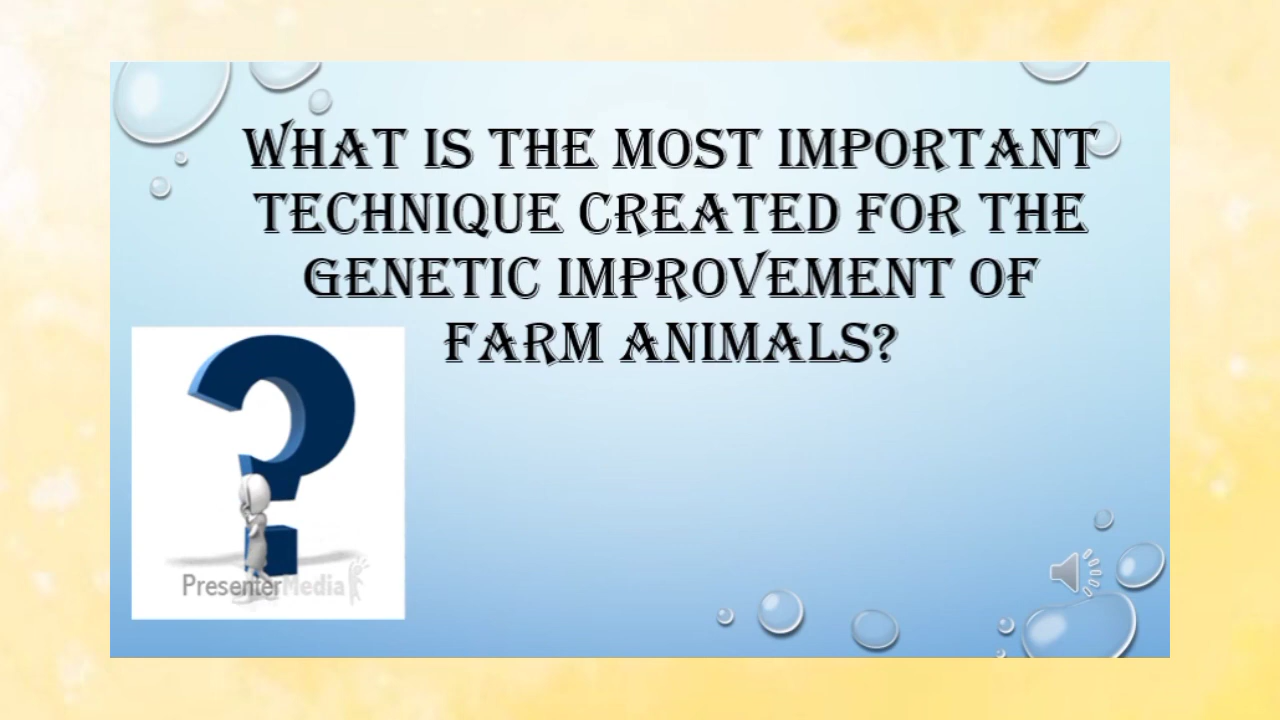 WHAT IS THE MOST IMPORTANT
TECHNIQUE CREATED FOR THE
GENETIC IMPROVEMENT OF
FARM ANIMALS?
PresenterMedia